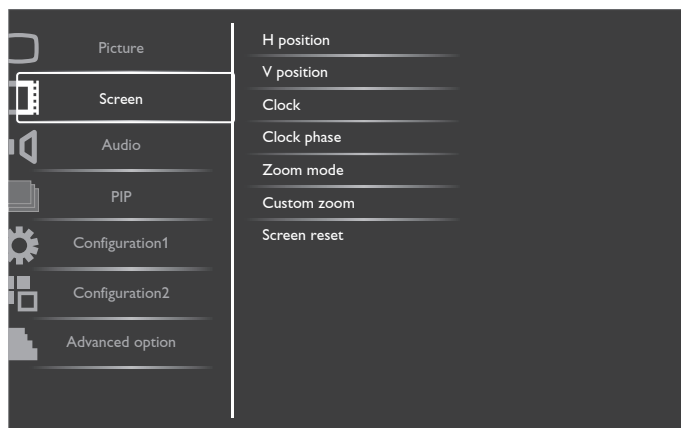 Picture
Screen
Audio
PIP
Configuration1
Configuration2
Advanced option
H position
V position
Clock
Clock phase
Zoom mode
Custom zoom
Screen reset